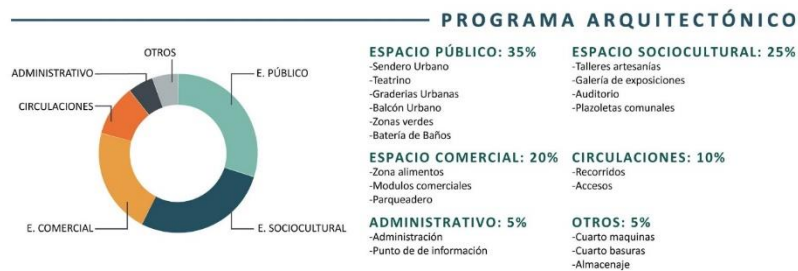 PROGRAMA ARQUITECTÓNICO
OTROS
ADMINISTRATIVO
E. PÚBLICO
CIRCULACIONES
E. COMERCIAL
E. SOCIOCULTURAL
ESPACIO PÚBLICO: 35%
-Sendero Urbano
-Teatrino
-Graderias Urbanas
-Balcón Urbano
-Zonas verdes
-Batería de Baños
ESPACIO SOCIOCULTURAL: 25%
-Talleres artesanías
-Galería de exposiciones
-Auditorio
-Plazoletas comunales
ESPACIO COMERCIAL: 20%
-Zona alimentos
-Modulos comerciales
-Parqueadero
CIRCULACIONES: 10%
-Recorridos
-Accesos
ADMINISTRATIVO: 5%
-Administración
-Punto de de información
OTROS: 5%
-Cuarto maquinas
-Cuarto basuras
-Almacenaje